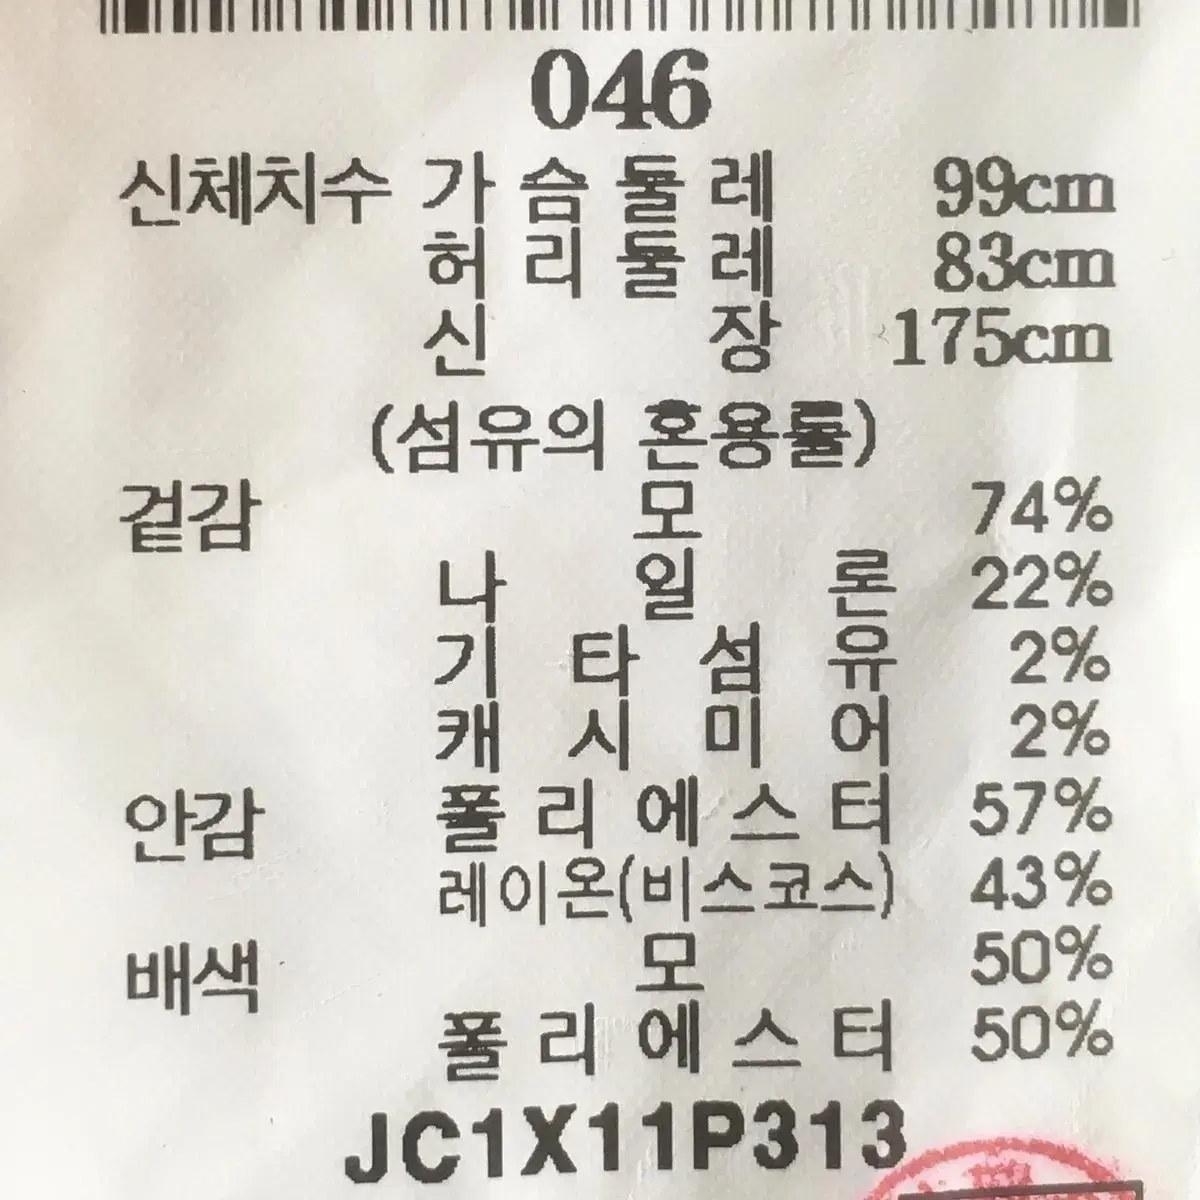 046
신체치수 가슴둘레 99cm
허리둘레 83cm
신장 175cm
(섬유의 혼용률)
겉감 모 74%
나일론 22%
기타섬유 2%
캐시미어 2%
안감 폴리에스터 57%
레이온(비스코스) 43%
배색 모 50%
폴리에스터 50%
JC1X11P313